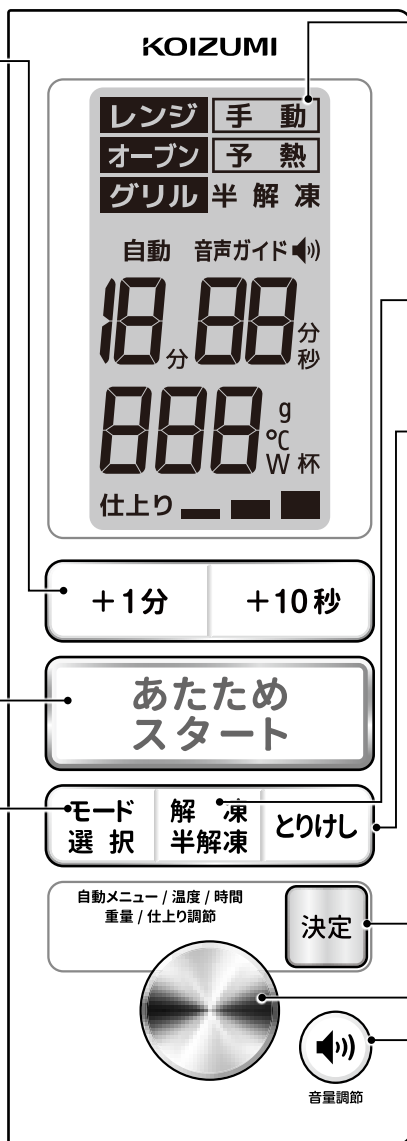 KOIZUMI
レンジ 手 動
オーブン 予 熱
グリル 半 解 凍
自動 音声ガイド
18分 88分秒
888 g ℃ W 杯
仕上り
+1分 +10秒
あたため
スタート
モード
選 択
解 凍
半解凍
とりけし
自動メニュー / 温度 / 時間
重量 / 仕上り調節
決定
音量調節